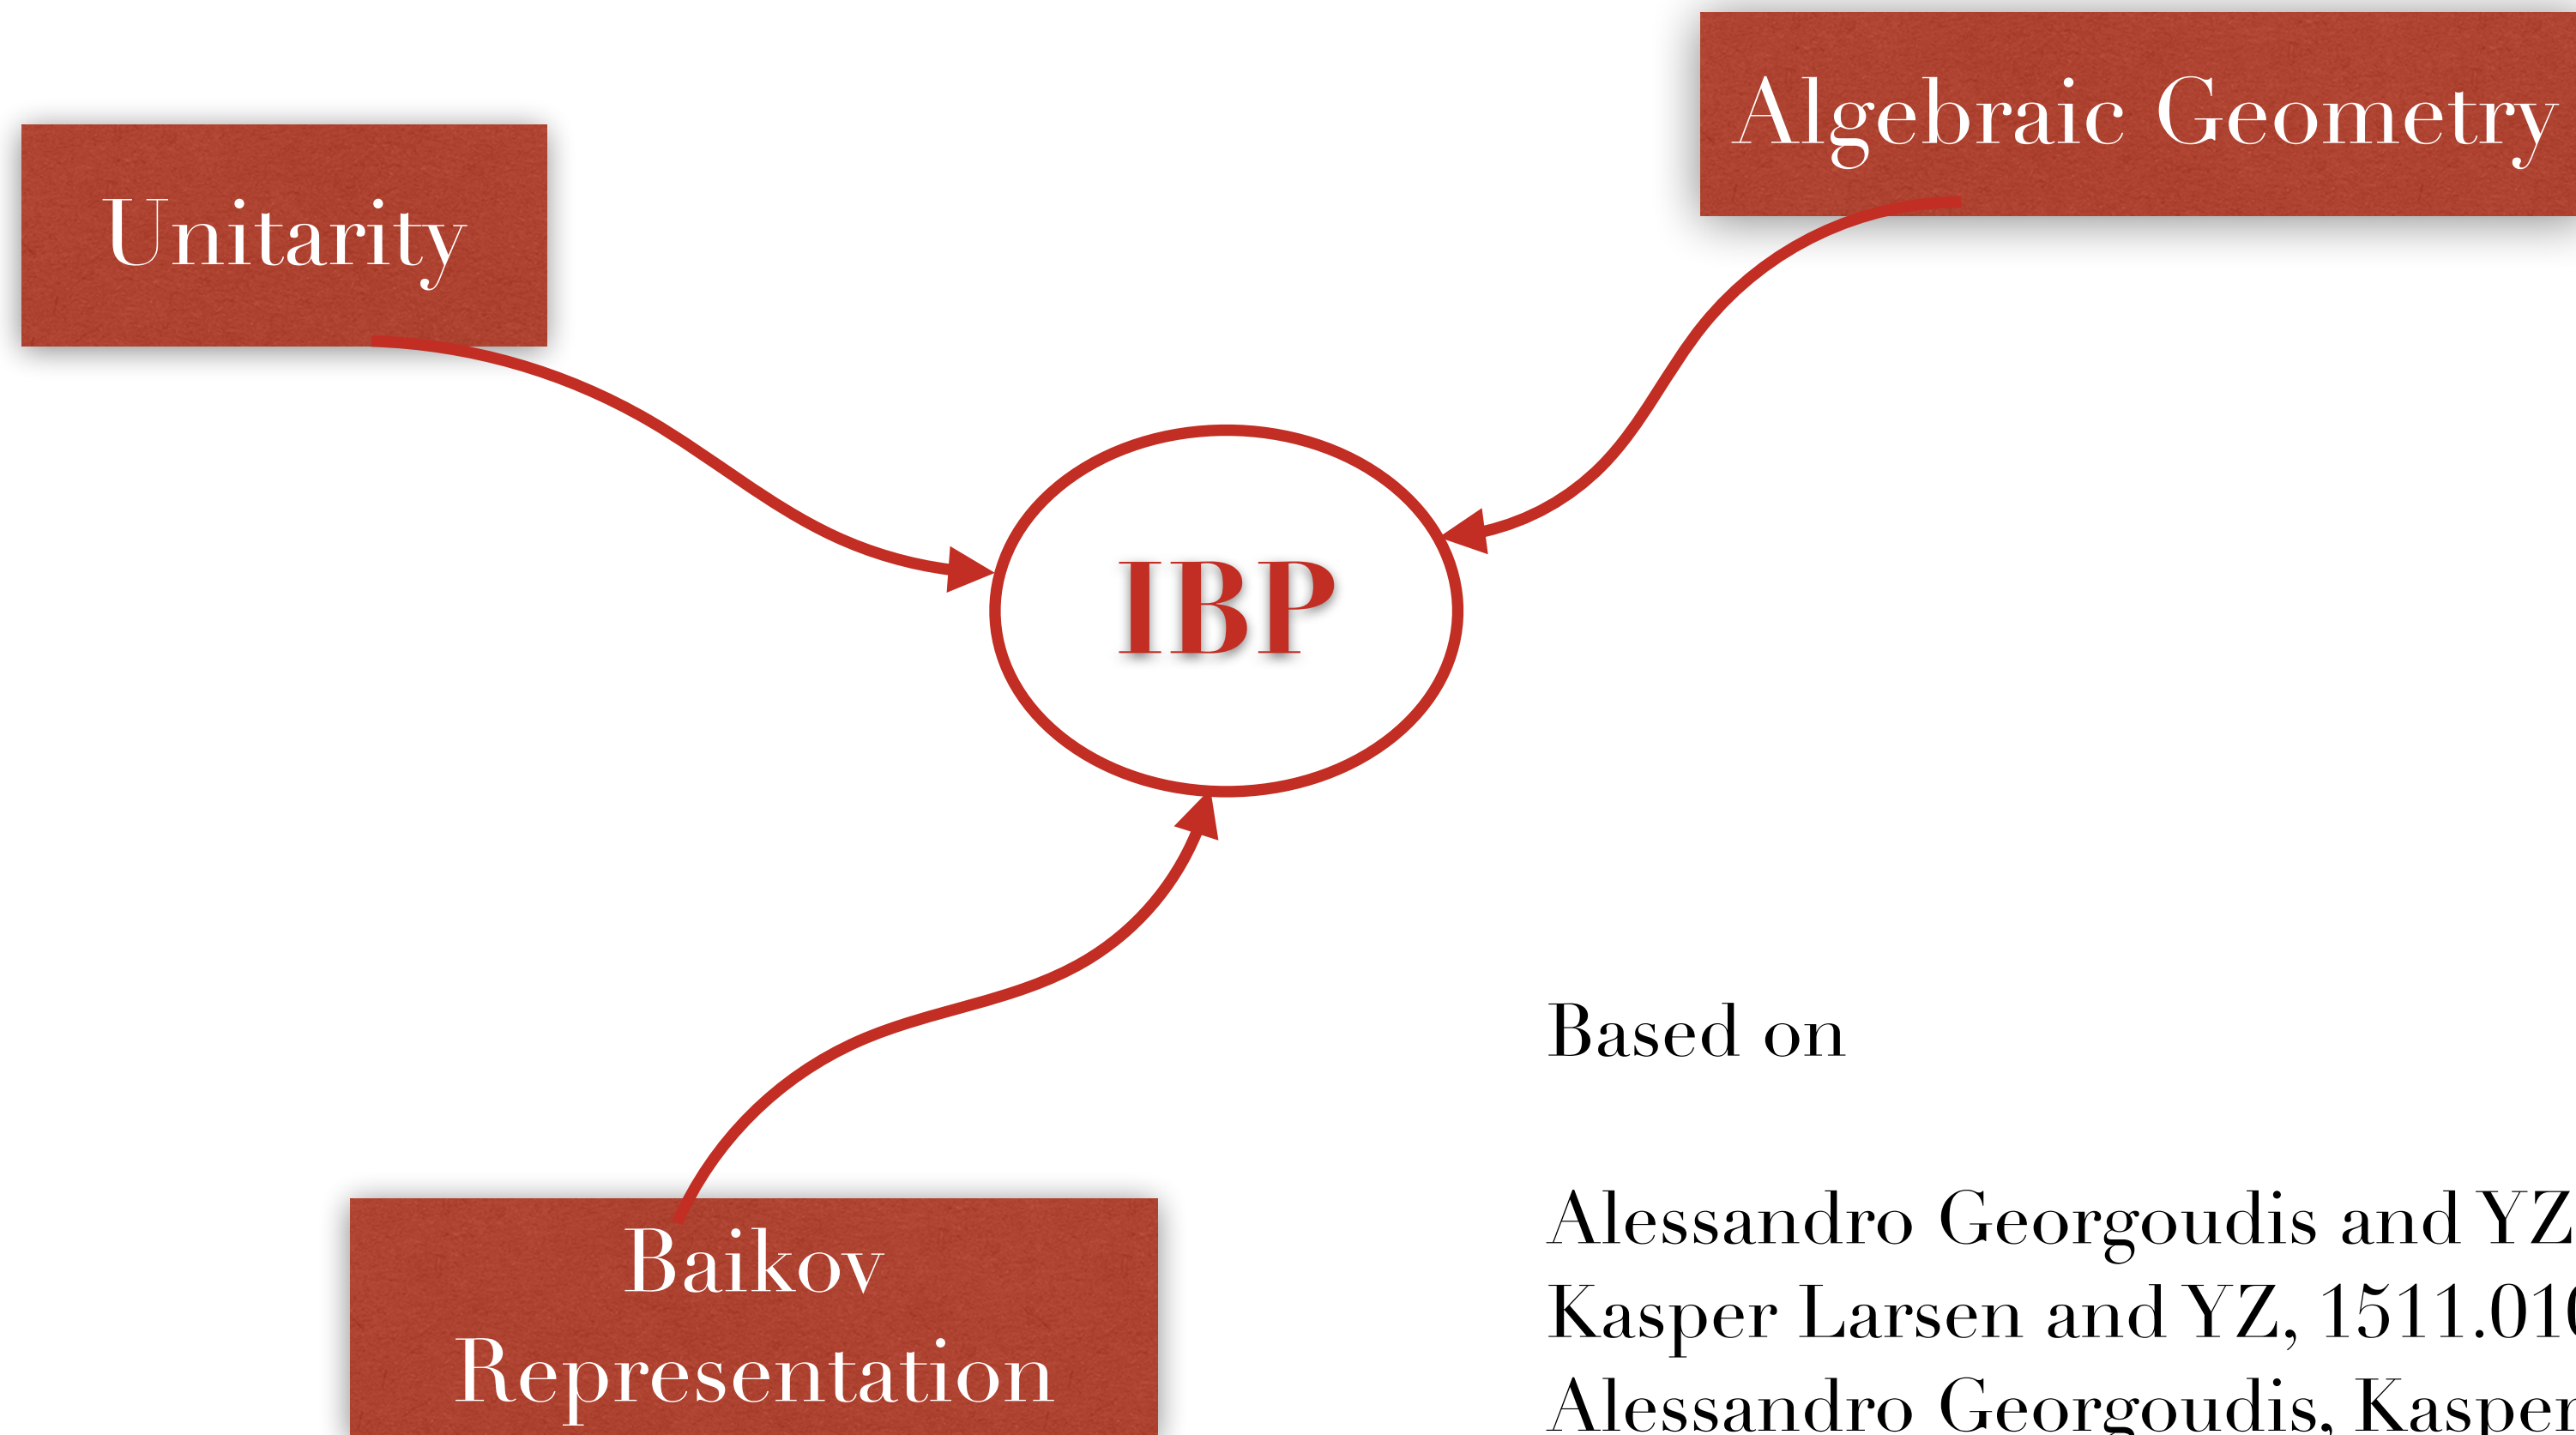 Algebraic Geometry
Unitarity
IBP
Based on
Alessandro Georgoudis and YZ
Kasper Larsen and YZ, 1511.010
Baikov
Representation
Alessandro Georgoudis, Kasper